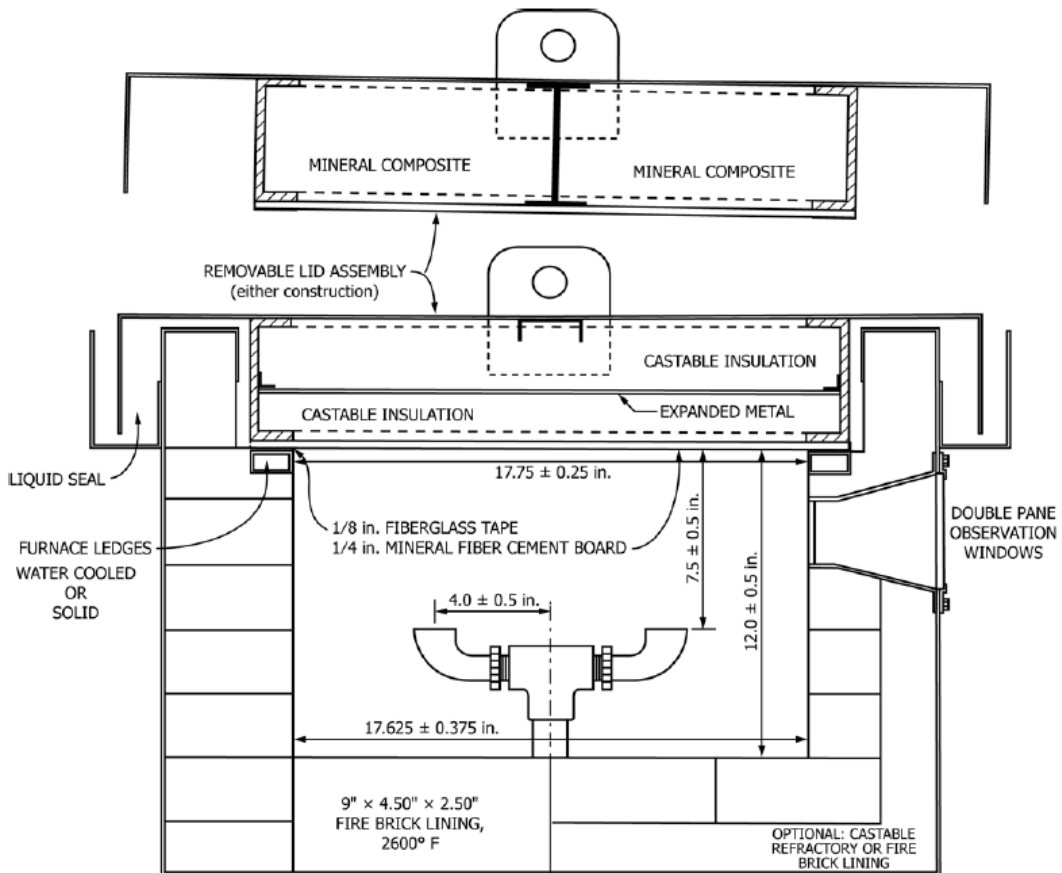 MINERAL COMPOSITE
MINERAL COMPOSITE
REMOVABLE LID ASSEMBLY
(either construction)
CASTABLE INSULATION
CASTABLE INSULATION
EXPANDED METAL
LIQUID SEAL
17.75 ± 0.25 in.
FURNACE LEDGES
WATER COOLED
OR
SOLID
1/8 in. FIBERGLASS TAPE
1/4 in. MINERAL FIBER CEMENT BOARD
7.5 ± 0.5 in.
12.0 ± 0.5 in.
DOUBLE PANE
OBSERVATION
WINDOWS
4.0 ± 0.5 in.
17.625 ± 0.375 in.
9" × 4.50" × 2.50"
FIRE BRICK LINING,
2600° F
OPTIONAL: CASTABLE
REFRACTORY OR FIRE
BRICK LINING